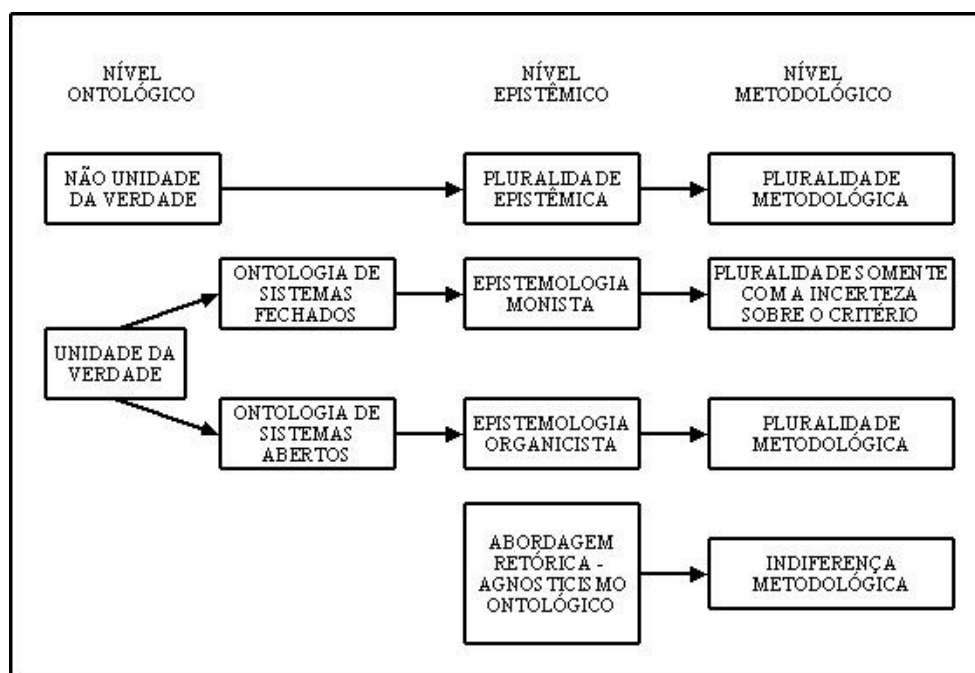 NÍVEL
ONTOLÓGICO
NÍVEL
EPISTÊMICO
NÍVEL
METODOLÓGICO
NÃO UNIDADE
DA VERDADE
PLURALIDADE
EPISTÊMICA
PLURALIDADE
METODOLÓGICA
ONTOLOGIA DE
SISTEMAS
FECHADOS
EPISTEMOLOGIA
MONISTA
PLURALIDADE SOMENTE
COM A INCERTEZA
SOBRE O CRITÉRIO
UNIDADE DA
VERDADE
ONTOLOGIA DE
SISTEMAS
ABERTOS
EPISTEMOLOGIA
ORGANICISTA
PLURALIDADE
METODOLÓGICA
ABORDAGEM
RETÓRICA -
AGNOSTICISMO
ONTOLÓGICO
INDIFERENÇA
METODOLÓGICA